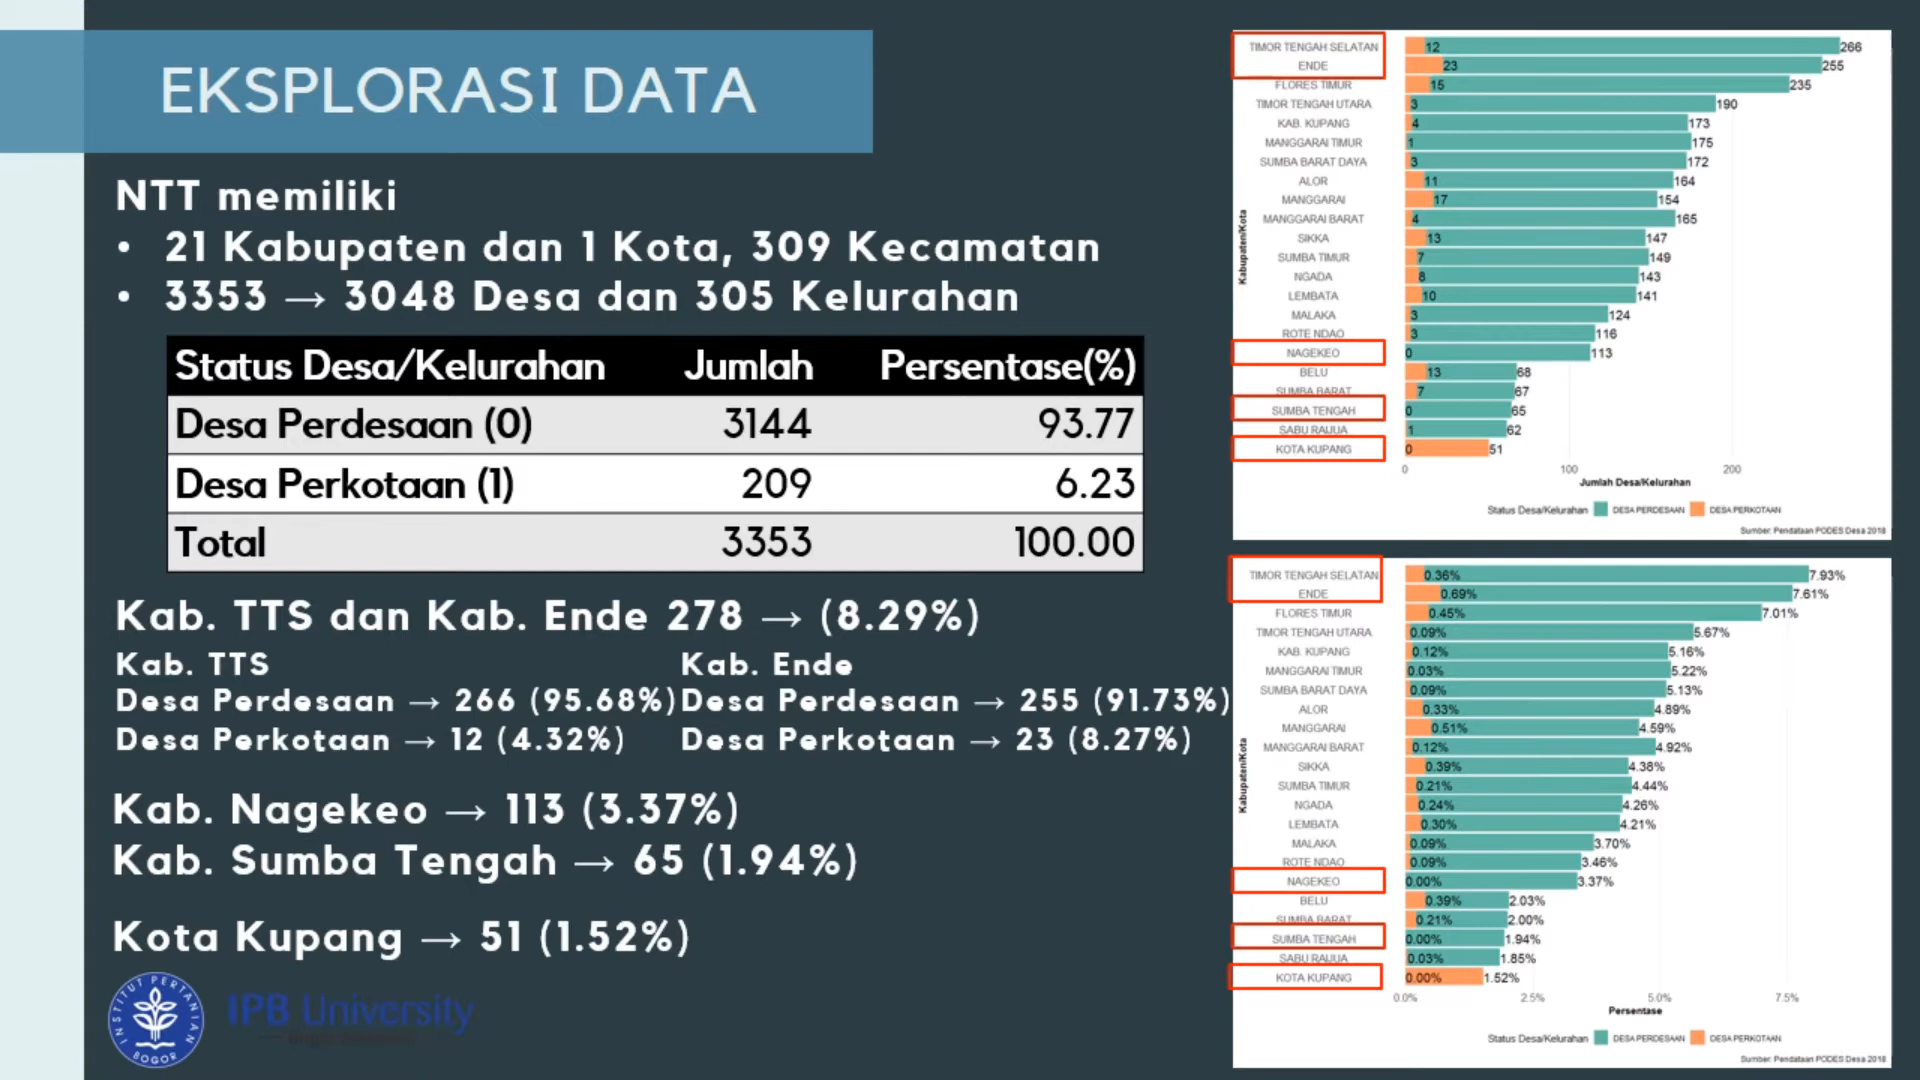 EKSPLORASI DATA
NTT memiliki
• 21 Kabupaten dan 1 Kota, 309 Kecamatan
• 3353 → 3048 Desa dan 305 Kelurahan
Status Desa/Kelurahan Jumlah Persentase(%)
Desa Perdesaan (0) 3144 93.77
Desa Perkotaan (1) 209 6.23
Total 3353 100.00
Kab. TTS dan Kab. Ende 278 → (8.29%)
Kab. TTS
Desa Perdesaan → 266 (95.68%)
Desa Perkotaan → 12 (4.32%)
Kab. Ende
Desa Perdesaan → 255 (91.73%)
Desa Perkotaan → 23 (8.27%)
Kab. Nagekeo → 113 (3.37%)
Kab. Sumba Tengah → 65 (1.94%)
Kota Kupang → 51 (1.52%)
INSTITUT PERTANIAN
BOGOR
IPB University
Kabupaten/Kota
TIMOR TENGAH SELATAN 12 266
ENDE 23 255
FLORES TIMUR 15 235
TIMOR TENGAH UTARA 3 190
KAB. KUPANG 4 173
MANGGARAI TIMUR 1 175
SUMBA BARAT DAYA 3 172
ALOR 11 164
MANGGARAI 17 154
MANGGARAI BARAT 4 165
SIKKA 13 147
SUMBA TIMUR 7 149
NGADA 8 143
LEMBATA 10 141
MALAKA 3 124
ROTE NDAO 3 116
NAGEKEO 0 113
BELU 13 68
SUMBA BARAT 7 67
SUMBA TENGAH 0 65
SABU RAIJUA 1 62
KOTA KUPANG 0 51
0 100 200
Jumlah Desa/Kelurahan
Status Desa/Kelurahan DESA PERDESAAN DESA PERKOTAAN
Sumber: Pendataan PODES Desa 2018
Kabupaten/Kota
TIMOR TENGAH SELATAN 0.36% 7.93%
ENDE 0.69% 7.61%
FLORES TIMUR 0.45% 7.01%
TIMOR TENGAH UTARA 0.09% 5.67%
KAB. KUPANG 0.12% 5.16%
MANGGARAI TIMUR 0.03% 5.22%
SUMBA BARAT DAYA 0.09% 5.13%
ALOR 0.33% 4.89%
MANGGARAI 0.51% 4.59%
MANGGARAI BARAT 0.12% 4.92%
SIKKA 0.39% 4.38%
SUMBA TIMUR 0.21% 4.44%
NGADA 0.24% 4.26%
LEMBATA 0.30% 4.21%
MALAKA 0.09% 3.70%
ROTE NDAO 0.09% 3.46%
NAGEKEO 0.00% 3.37%
BELU 0.39% 2.03%
SUMBA BARAT 0.21% 2.00%
SUMBA TENGAH 0.00% 1.94%
SABU RAIJUA 0.03% 1.85%
KOTA KUPANG 0.00% 1.52%
0.0% 2.5% 5.0% 7.5%
Persentase
Status Desa/Kelurahan DESA PERDESAAN DESA PERKOTAAN
Sumber: Pendataan PODES Desa 2018